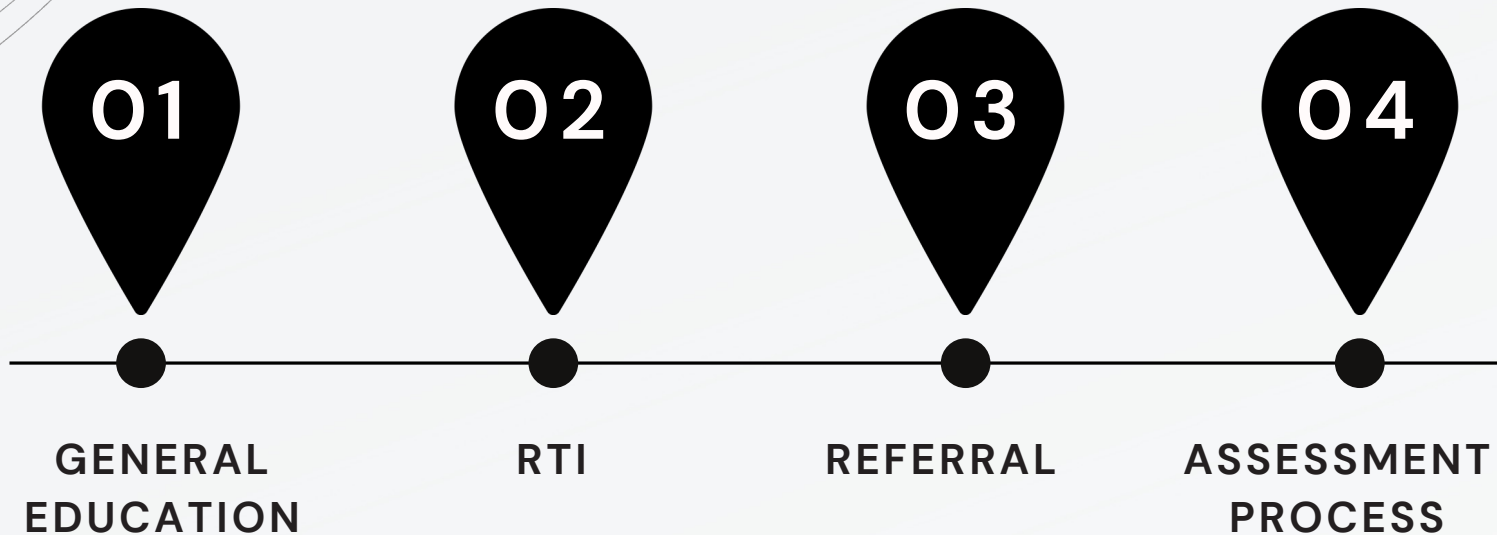 01 02 03 04
GENERAL EDUCATION
RTI
REFERRAL
ASSESSMENT PROCESS